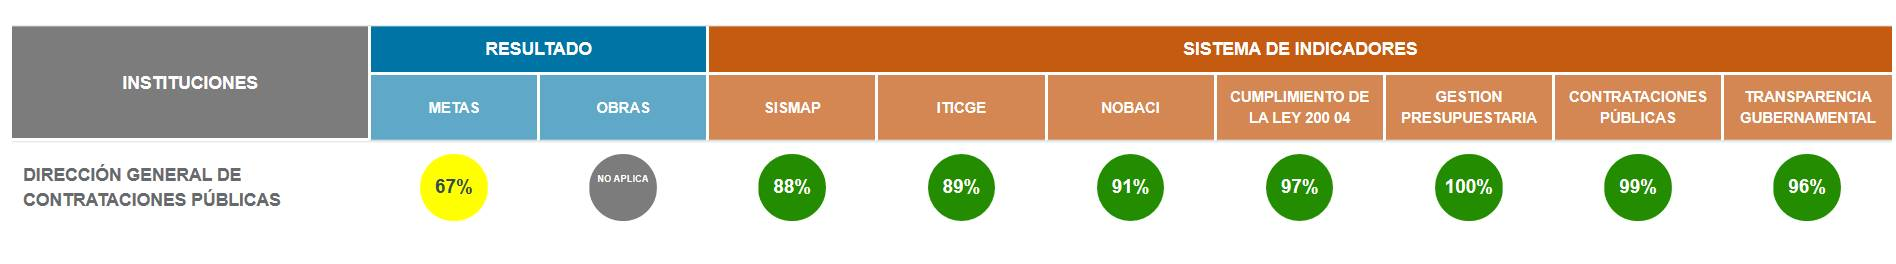 INSTITUCIONES
RESULTADO
SISTEMA DE INDICADORES
METAS
OBRAS
SISMAP
ITICGE
NOBACI
CUMPLIMIENTO DE
LA LEY 200 04
GESTION
PRESUPUESTARIA
CONTRATACIONES
PÚBLICAS
TRANSPARENCIA
GUBERNAMENTAL
DIRECCIÓN GENERAL DE
CONTRATACIONES PÚBLICAS
67%
NO APLICA
88%
89%
91%
97%
100%
99%
96%